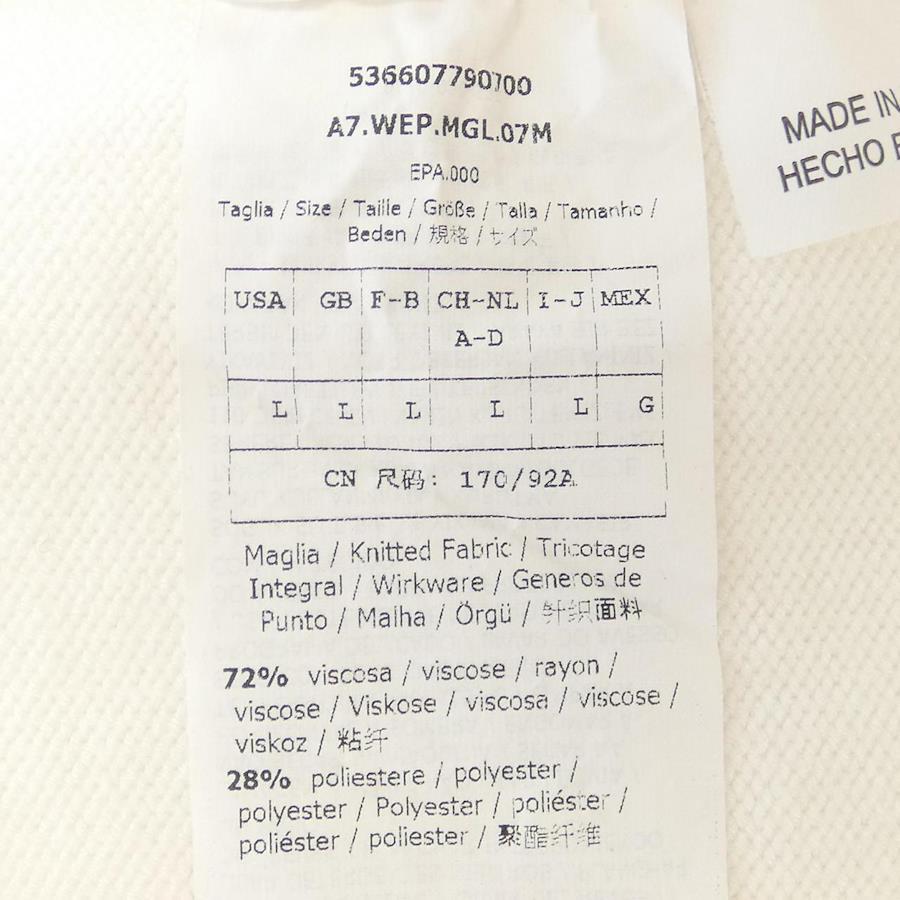 536607790700
A7.WEP.MGL.07M
EPA.000
Taglia / Size / Taille / Größe / Talla / Tamanho /
Beden / 規格 / サイズ
USA GB F-B CH-NL I-J MEX
A-D
L L L L L G
CN 尺码: 170/92A
Maglia / Knitted Fabric / Tricotage
Integral / Wirkware / Generos de
Punto / Malha / Örgü / 针织面料
72% viscosa / viscose / rayon /
viscose / Viskose / viscosa / viscose /
viskoz / 粘纤
28% poliestere / polyester /
polyester / Polyester / poliéster /
poliéster / poliester / 聚酯纤维
MADE IN
HECHO